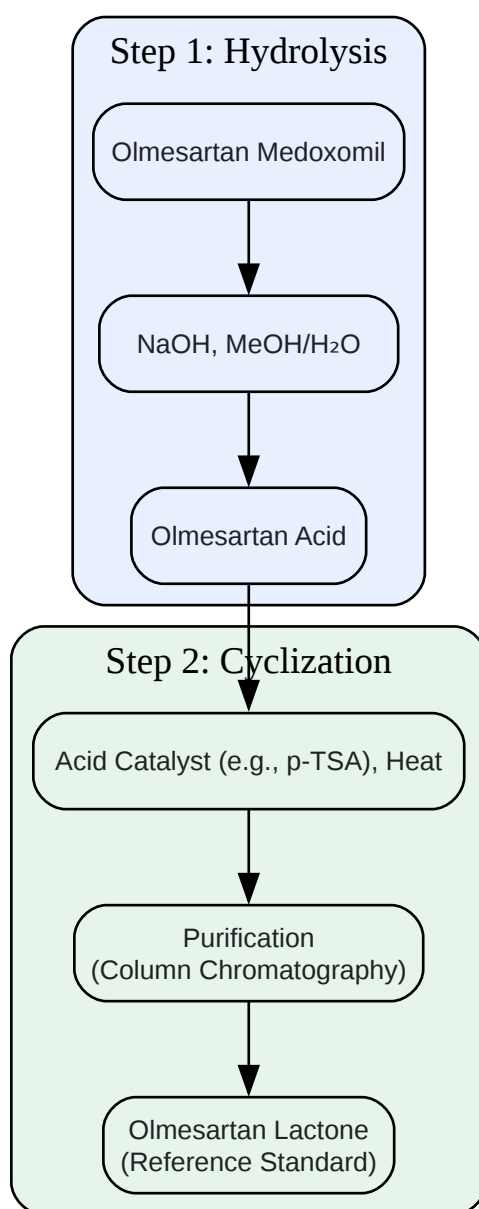 Step 1: Hydrolysis
Olmesartan Medoxomil
NaOH, MeOH/H₂O
Olmesartan Acid
Step 2: Cyclization
Acid Catalyst (e.g., p-TSA), Heat
Purification
(Column Chromatography)
Olmesartan Lactone
(Reference Standard)